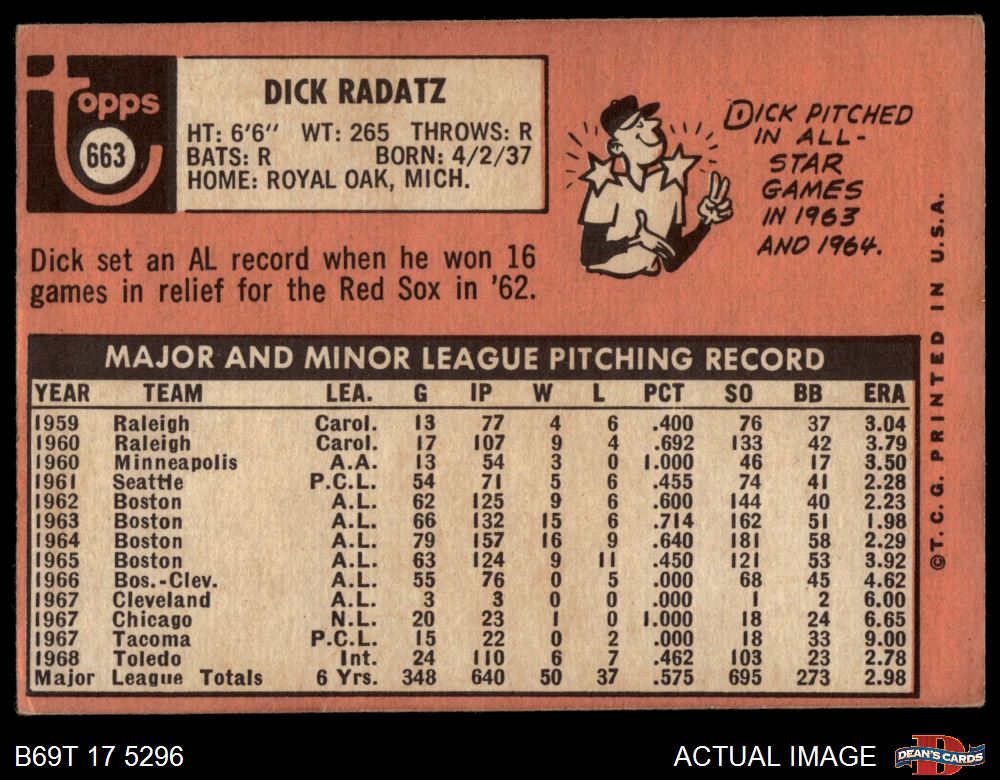 Topps
663
DICK RADATZ
HT: 6'6" WT: 265 THROWS: R
BATS: R BORN: 4/2/37
HOME: ROYAL OAK, MICH.
DICK PITCHED
IN ALL-
STAR
GAMES
IN 1963
AND 1964.
Dick set an AL record when he won 16
games in relief for the Red Sox in '62.
MAJOR AND MINOR LEAGUE PITCHING RECORD
YEAR TEAM LEA. G IP W L PCT SO BB ERA
1959 Raleigh Carol. 13 77 4 6 .400 76 37 3.04
1960 Raleigh Carol. 17 107 9 4 .692 133 42 3.79
1960 Minneapolis A.A. 13 54 3 0 1.000 46 17 3.50
1961 Seattle P.C.L. 54 71 5 6 .455 74 41 2.28
1962 Boston A.L. 62 125 9 6 .600 144 40 2.23
1963 Boston A.L. 66 132 15 6 .714 162 51 1.98
1964 Boston A.L. 79 157 16 9 .640 181 58 2.29
1965 Boston A.L. 63 124 9 11 .450 121 53 3.92
1966 Bos.-Clev. A.L. 55 76 0 5 .000 68 45 4.62
1967 Cleveland A.L. 3 3 0 0 .000 1 2 6.00
1967 Chicago N.L. 20 23 1 0 1.000 18 24 6.65
1967 Tacoma P.C.L. 15 22 0 2 .000 18 33 9.00
1968 Toledo Int. 24 110 6 7 .462 103 23 2.78
Major League Totals 6 Yrs. 348 640 50 37 .575 695 273 2.98
©T. C. G. PRINTED IN U.S.A.
B69T 17 5296
ACTUAL IMAGE
D
DEAN'S CARDS